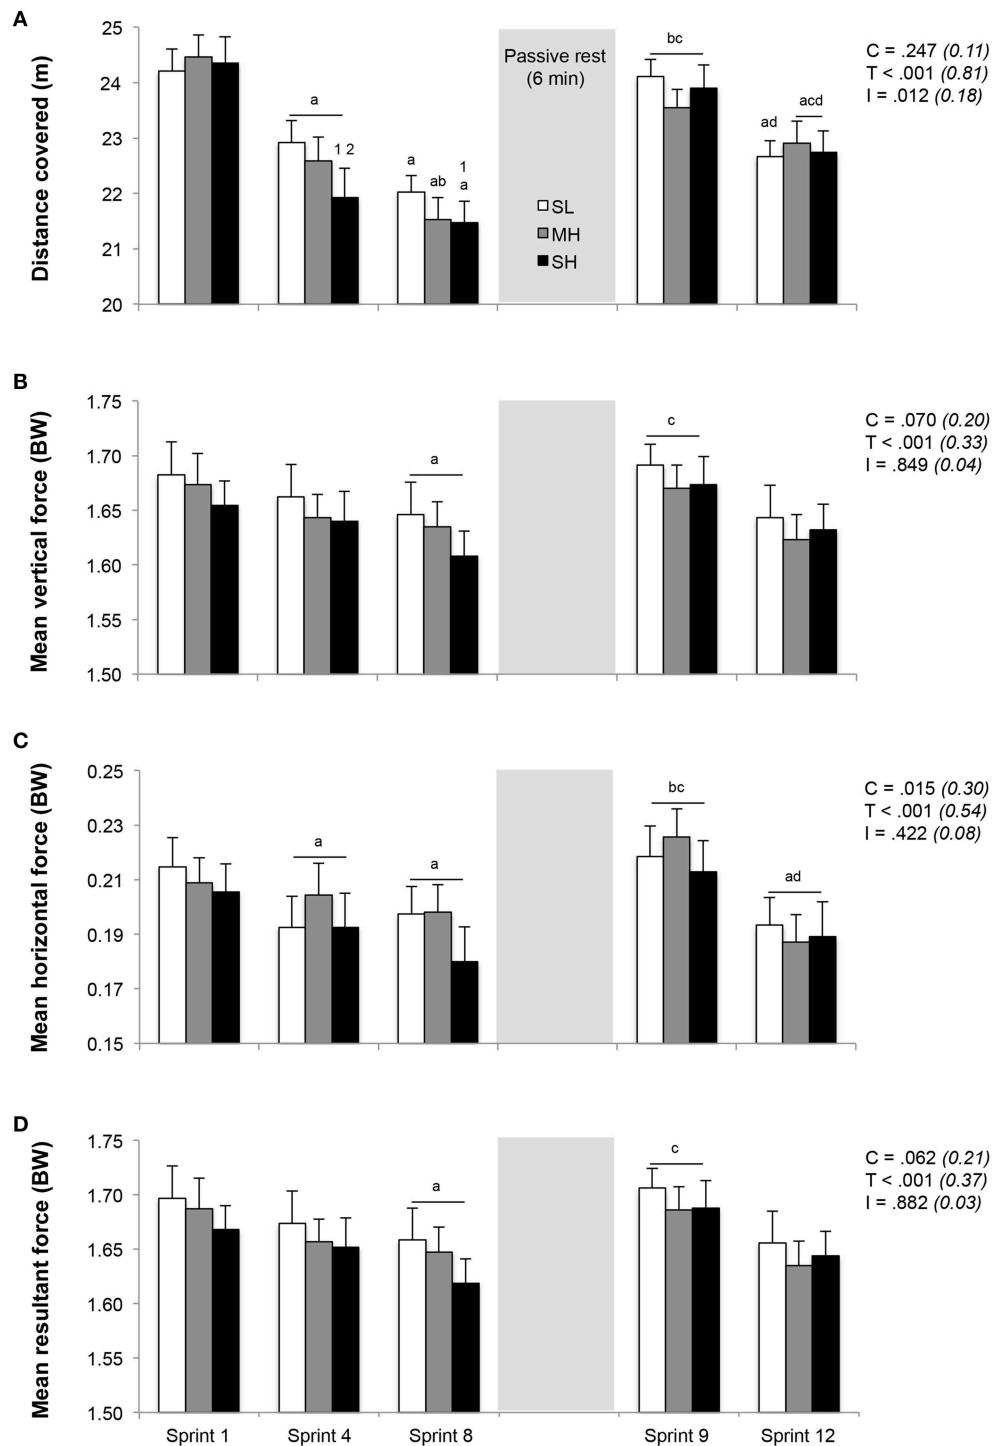 A
Distance covered (m)
25
24
23
22
21
20
a
1 2
a
ab
1
a
Passive rest
(6 min)
SL
MH
SH
bc
ad
acd
C = .247 (0.11)
T < .001 (0.81)
I = .012 (0.18)
B
Mean vertical force (BW)
1.75
1.70
1.65
1.60
1.55
1.50
a
c
C = .070 (0.20)
T < .001 (0.33)
I = .849 (0.04)
C
Mean horizontal force (BW)
0.25
0.23
0.21
0.19
0.17
0.15
a
a
bc
ad
C = .015 (0.30)
T < .001 (0.54)
I = .422 (0.08)
D
Mean resultant force (BW)
1.75
1.70
1.65
1.60
1.55
1.50
a
c
C = .062 (0.21)
T < .001 (0.37)
I = .882 (0.03)
Sprint 1
Sprint 4
Sprint 8
Sprint 9
Sprint 12